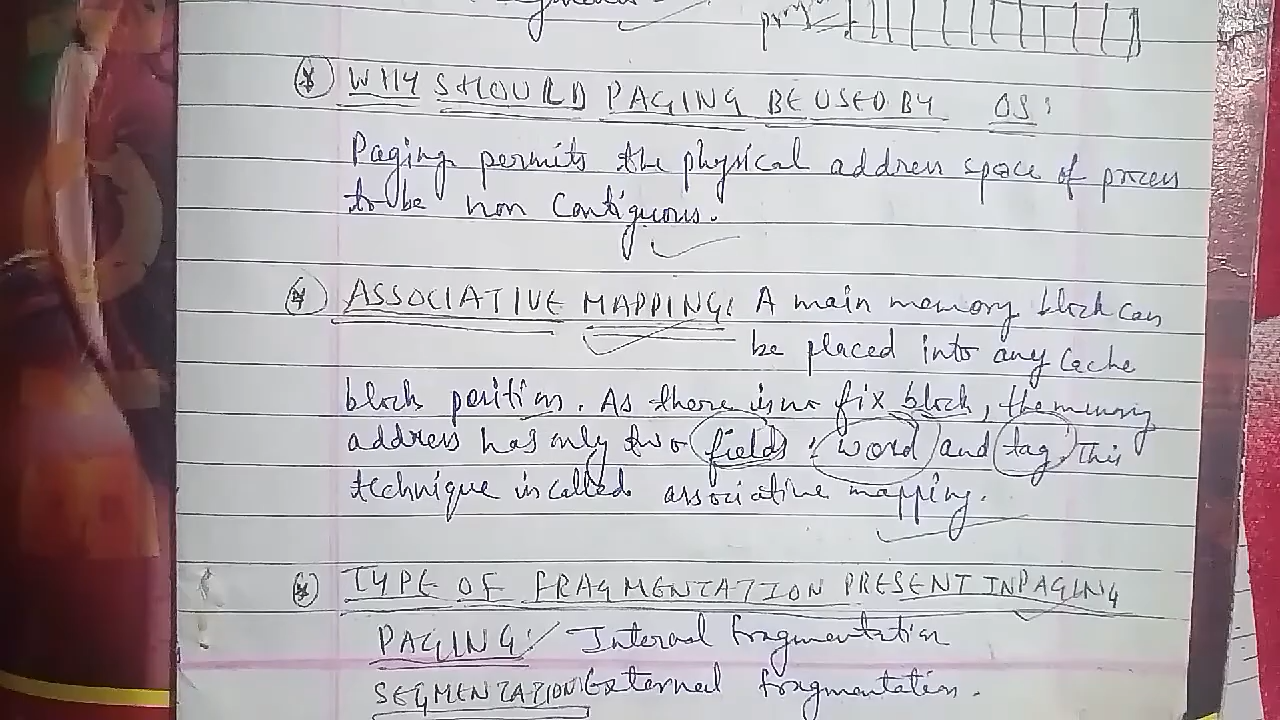 WHY SHOULD PAGING BE USED BY OS:
Paging permits the physical address space of process
to be non Contiguous.
ASSOCIATIVE MAPPING: A main memory block can
be placed into any Cache
block position. As there is no fix block, the memory
address has only two fields : word and tag. This
technique is called associative mapping.
TYPE OF FRAGMENTATION PRESENT IN PAGING
PAGING: Internal fragmentation
SEGMENTATION External fragmentation.